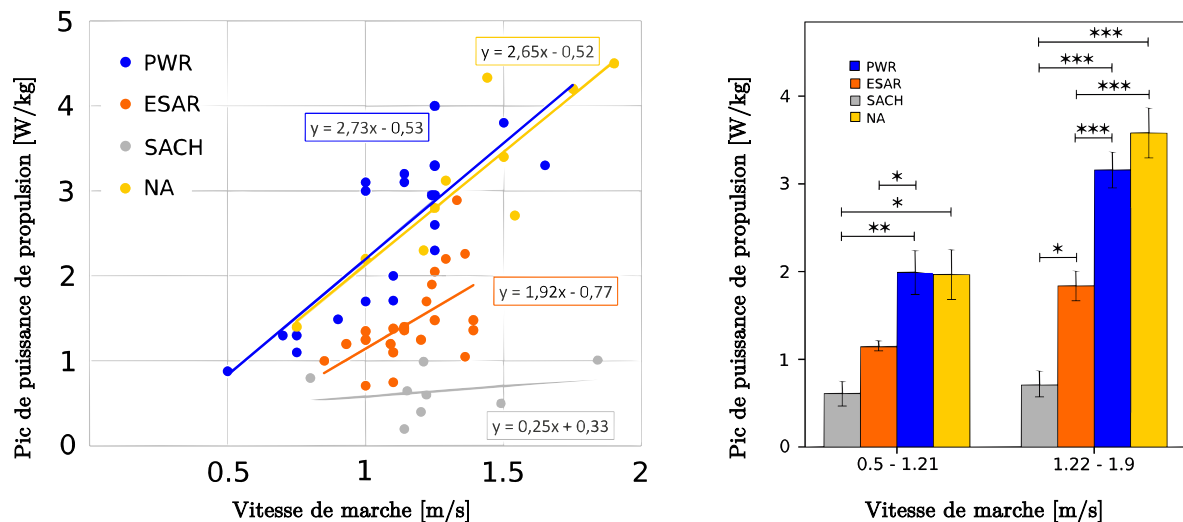 Pic de puissance de propulsion [W/kg]
5
4
3
2
1
0
PWR
ESAR
SACH
NA
y = 2,65x - 0,52
y = 2,73x - 0,53
y = 1,92x - 0,77
y = 0,25x + 0,33
0.5
1
1.5
2
Vitesse de marche [m/s]
Pic de puissance de propulsion [W/kg]
4
3
2
1
0
PWR
ESAR
SACH
NA
*
*
**
***
***
***
***
*
0.5 - 1.21
1.22 - 1.9
Vitesse de marche [m/s]